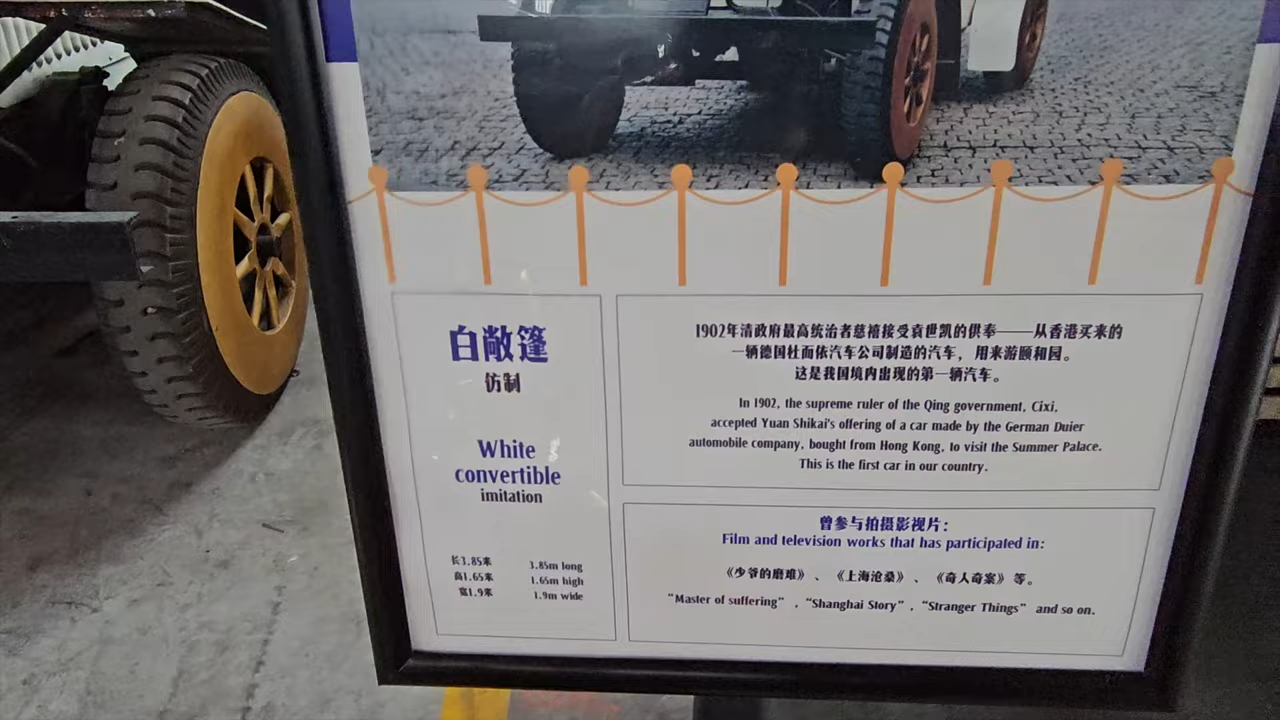 白敞篷
仿制
White
convertible
imitation
长3.85米 3.85m long
高1.65米 1.65m high
宽1.9米 1.9m wide
1902年清政府最高统治者慈禧接受袁世凯的供奉——从香港买来的
一辆德国杜而依汽车公司制造的汽车，用来游颐和园。
这是我国境内出现的第一辆汽车。
In 1902, the supreme ruler of the Qing government, Cixi,
accepted Yuan Shikai's offering of a car made by the German Duier
automobile company, bought from Hong Kong, to visit the Summer Palace.
This is the first car in our country.
曾参与拍摄影视片：
Film and television works that has participated in:
《少爷的磨难》、《上海沧桑》、《奇人奇案》等。
“Master of suffering”，“Shanghai Story”，“Stranger Things” and so on.